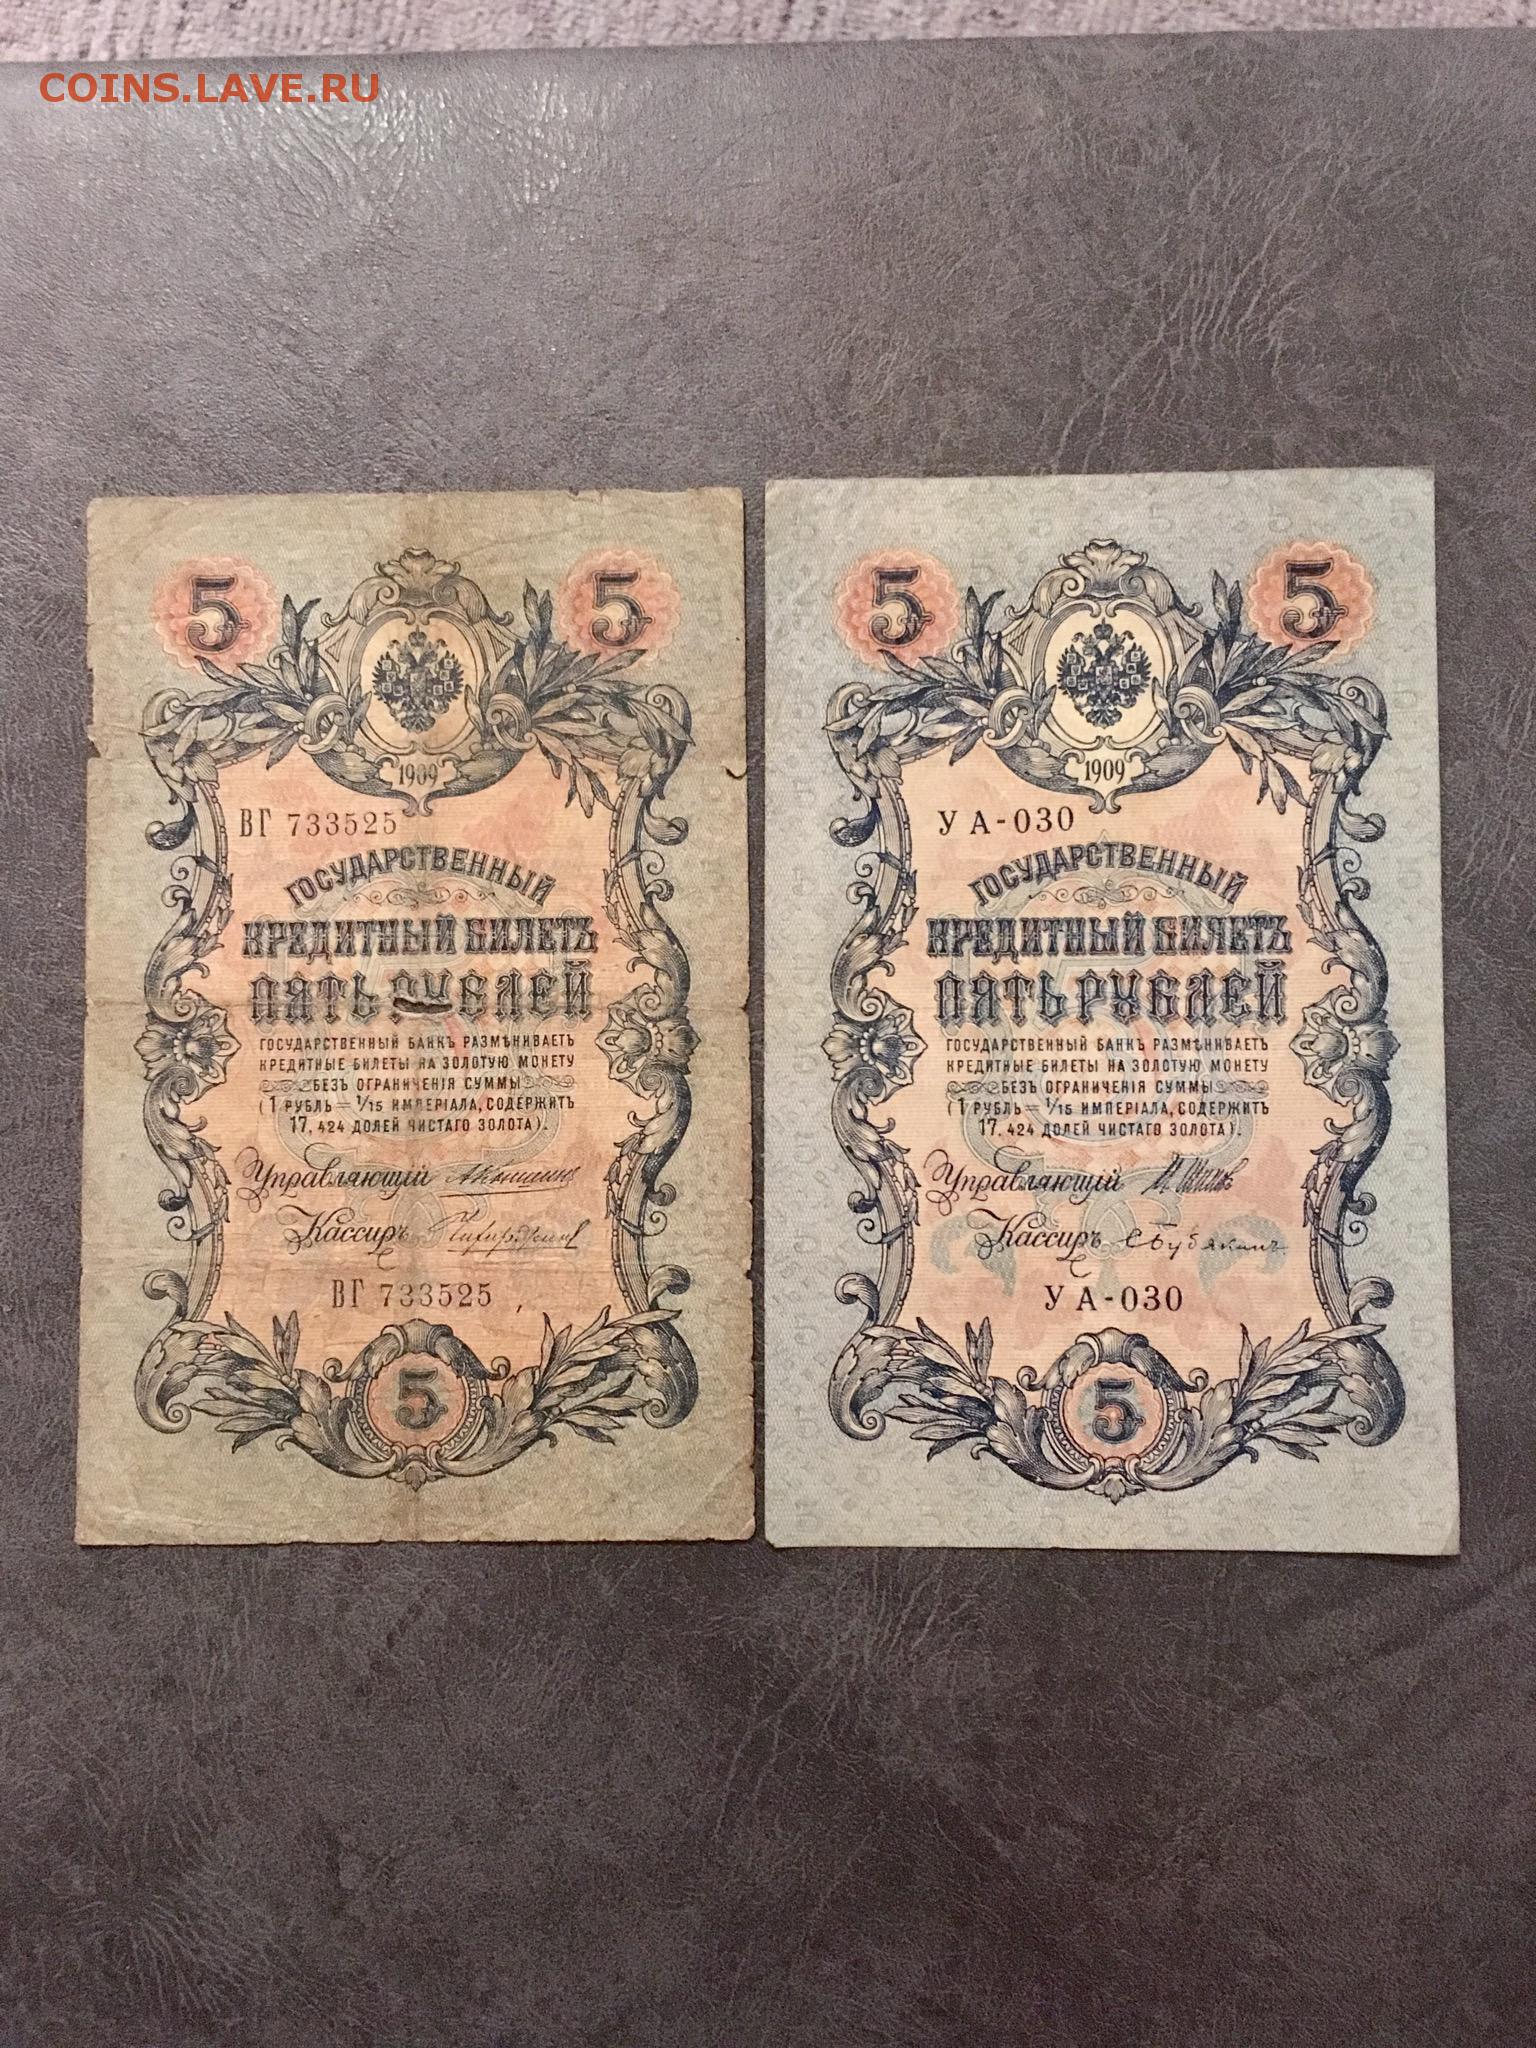 COINS.LAVE.RU
5 5
1909
ВГ 733525
ГОСУДАРСТВЕННЫЙ
КРЕДИТНЫЙ БИЛЕТЪ
ПЯТЬ РУБЛЕЙ
ГОСУДАРСТВЕННЫЙ БАНКЪ РАЗМѢНИВАЕТЪ
КРЕДИТНЫЕ БИЛЕТЫ НА ЗОЛОТУЮ МОНЕТУ
БЕЗЪ ОГРАНИЧЕНІЯ СУММЫ
(1 РУБЛЬ = 1/15 ИМПЕРІАЛА, СОДЕРЖИТЪ
17,424 ДОЛЕЙ ЧИСТАГО ЗОЛОТА).
Управляющій
Кассиръ
ВГ 733525
5
5 5
1909
УА-030
ГОСУДАРСТВЕННЫЙ
КРЕДИТНЫЙ БИЛЕТЪ
ПЯТЬ РУБЛЕЙ
ГОСУДАРСТВЕННЫЙ БАНКЪ РАЗМѢНИВАЕТЪ
КРЕДИТНЫЕ БИЛЕТЫ НА ЗОЛОТУЮ МОНЕТУ
БЕЗЪ ОГРАНИЧЕНІЯ СУММЫ
(1 РУБЛЬ = 1/15 ИМПЕРІАЛА, СОДЕРЖИТЪ
17,424 ДОЛЕЙ ЧИСТАГО ЗОЛОТА).
Управляющій И Шипов
Кассиръ С Бубякинъ
УА-030
5